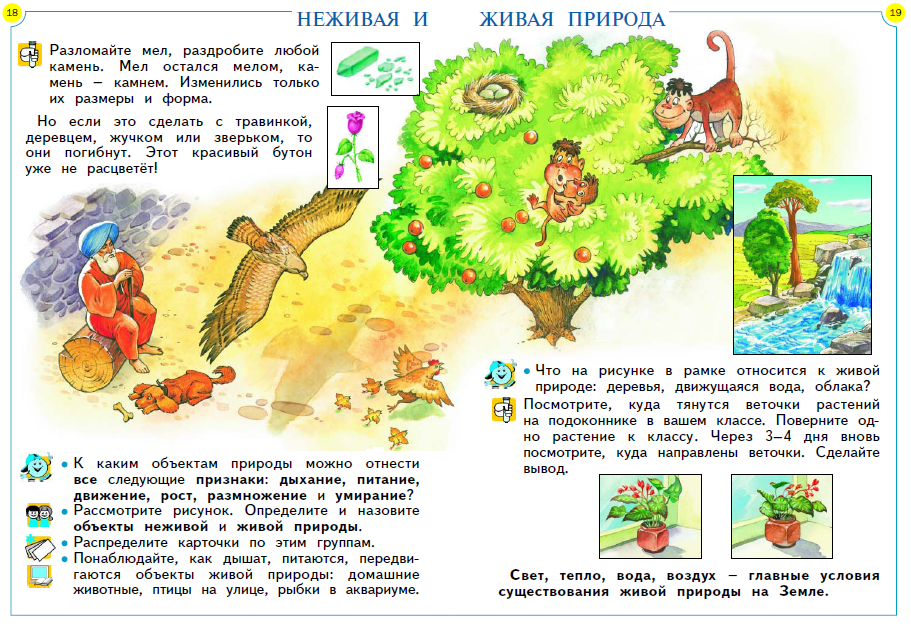 18
НЕЖИВАЯ И ЖИВАЯ ПРИРОДА
19
Разломайте мел, раздробите любой
камень. Мел остался мелом, ка-
мень – камнем. Изменились только
их размеры и форма.
Но если это сделать с травинкой,
деревцем, жучком или зверьком, то
они погибнут. Этот красивый бутон
уже не расцветёт!
• К каким объектам природы можно отнести
все следующие признаки: дыхание, питание,
движение, рост, размножение и умирание?
• Рассмотрите рисунок. Определите и назовите
объекты неживой и живой природы.
• Распределите карточки по этим группам.
• Понаблюдайте, как дышат, питаются, передви-
гаются объекты живой природы: домашние
животные, птицы на улице, рыбки в аквариуме.
• Что на рисунке в рамке относится к живой
природе: деревья, движущаяся вода, облака?
Посмотрите, куда тянутся веточки растений
на подоконнике в вашем классе. Поверните од-
но растение к классу. Через 3–4 дня вновь
посмотрите, куда направлены веточки. Сделайте
вывод.
Свет, тепло, вода, воздух – главные условия
существования живой природы на Земле.